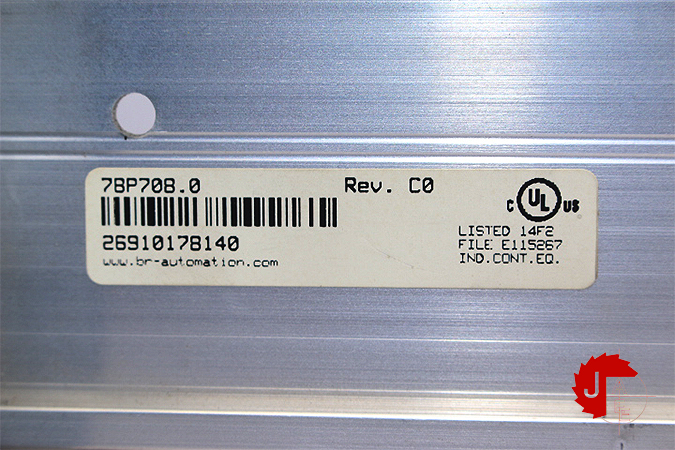 7BP708.0 Rev. C0
26910178140
www.br-automation.com
C UL US
LISTED 14F2
FILE E115267
IND.CONT.EQ.
J